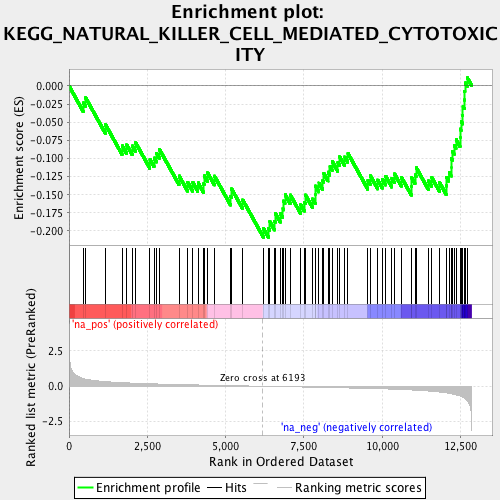 Enrichment plot:
KEGG_NATURAL_KILLER_CELL_MEDIATED_CYTOTOXIC
ITY
Enrichment score (ES)
0.000
-0.025
-0.050
-0.075
-0.100
-0.125
-0.150
-0.175
-0.200
'na_pos' (positively correlated)
Ranked list metric (PreRanked)
2.5
0.0
-2.5
Zero cross at 6193
'na_neg' (negatively correlated)
0
2,500
5,000
7,500
10,000
12,500
Rank in Ordered Dataset
Enrichment profile
Hits
Ranking metric scores